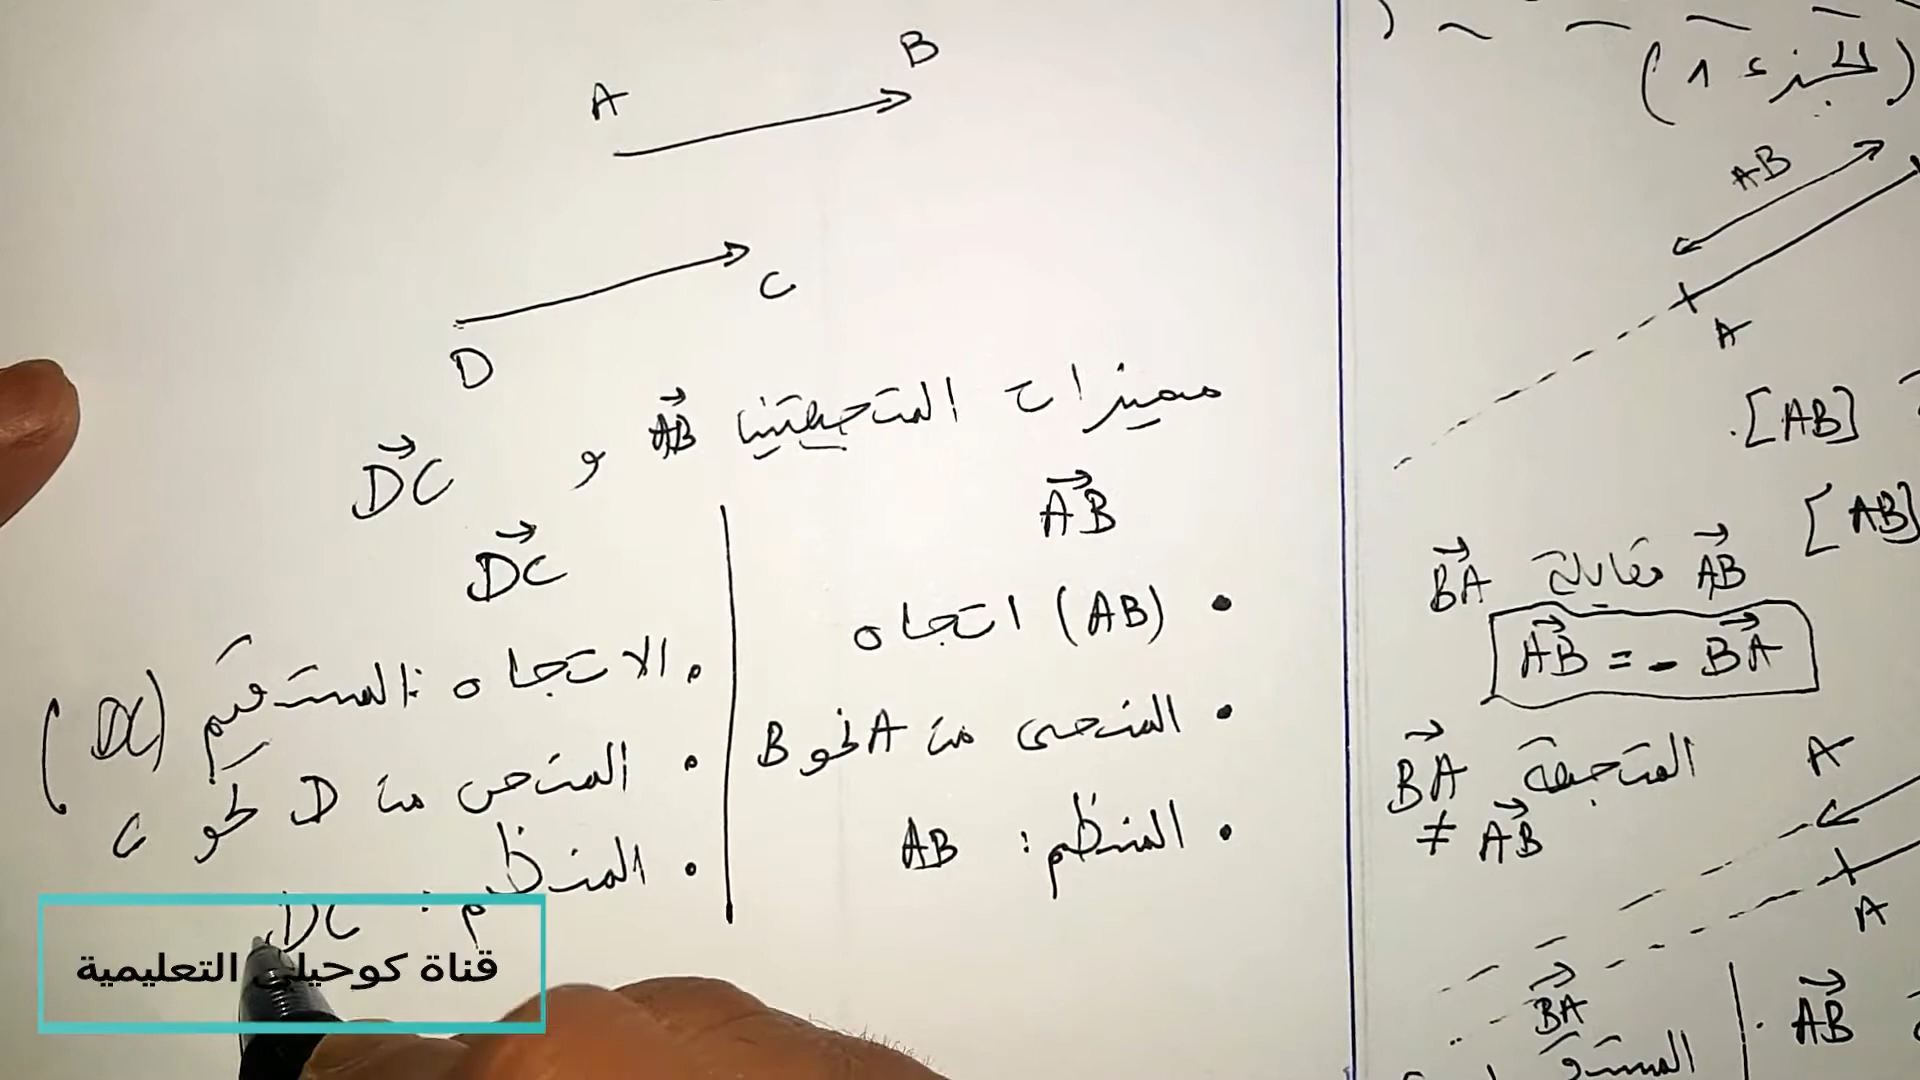 A
B
C
D
مميزات المتجهتين AB و DC
AB
• (AB) اتجاه
• المنحى من A نحو B
• المنظم : AB
DC
• الاتجاه : المستقيم (DC)
• المنحى من D نحو C
• المنظم : DC
قناة كوحيلي التعليمية
(الجزء 1)
AB
A
[AB]
[AB]
AB مقابلة BA
AB = - BA
المتجهة BA
≠ AB
A
A
BA
AB